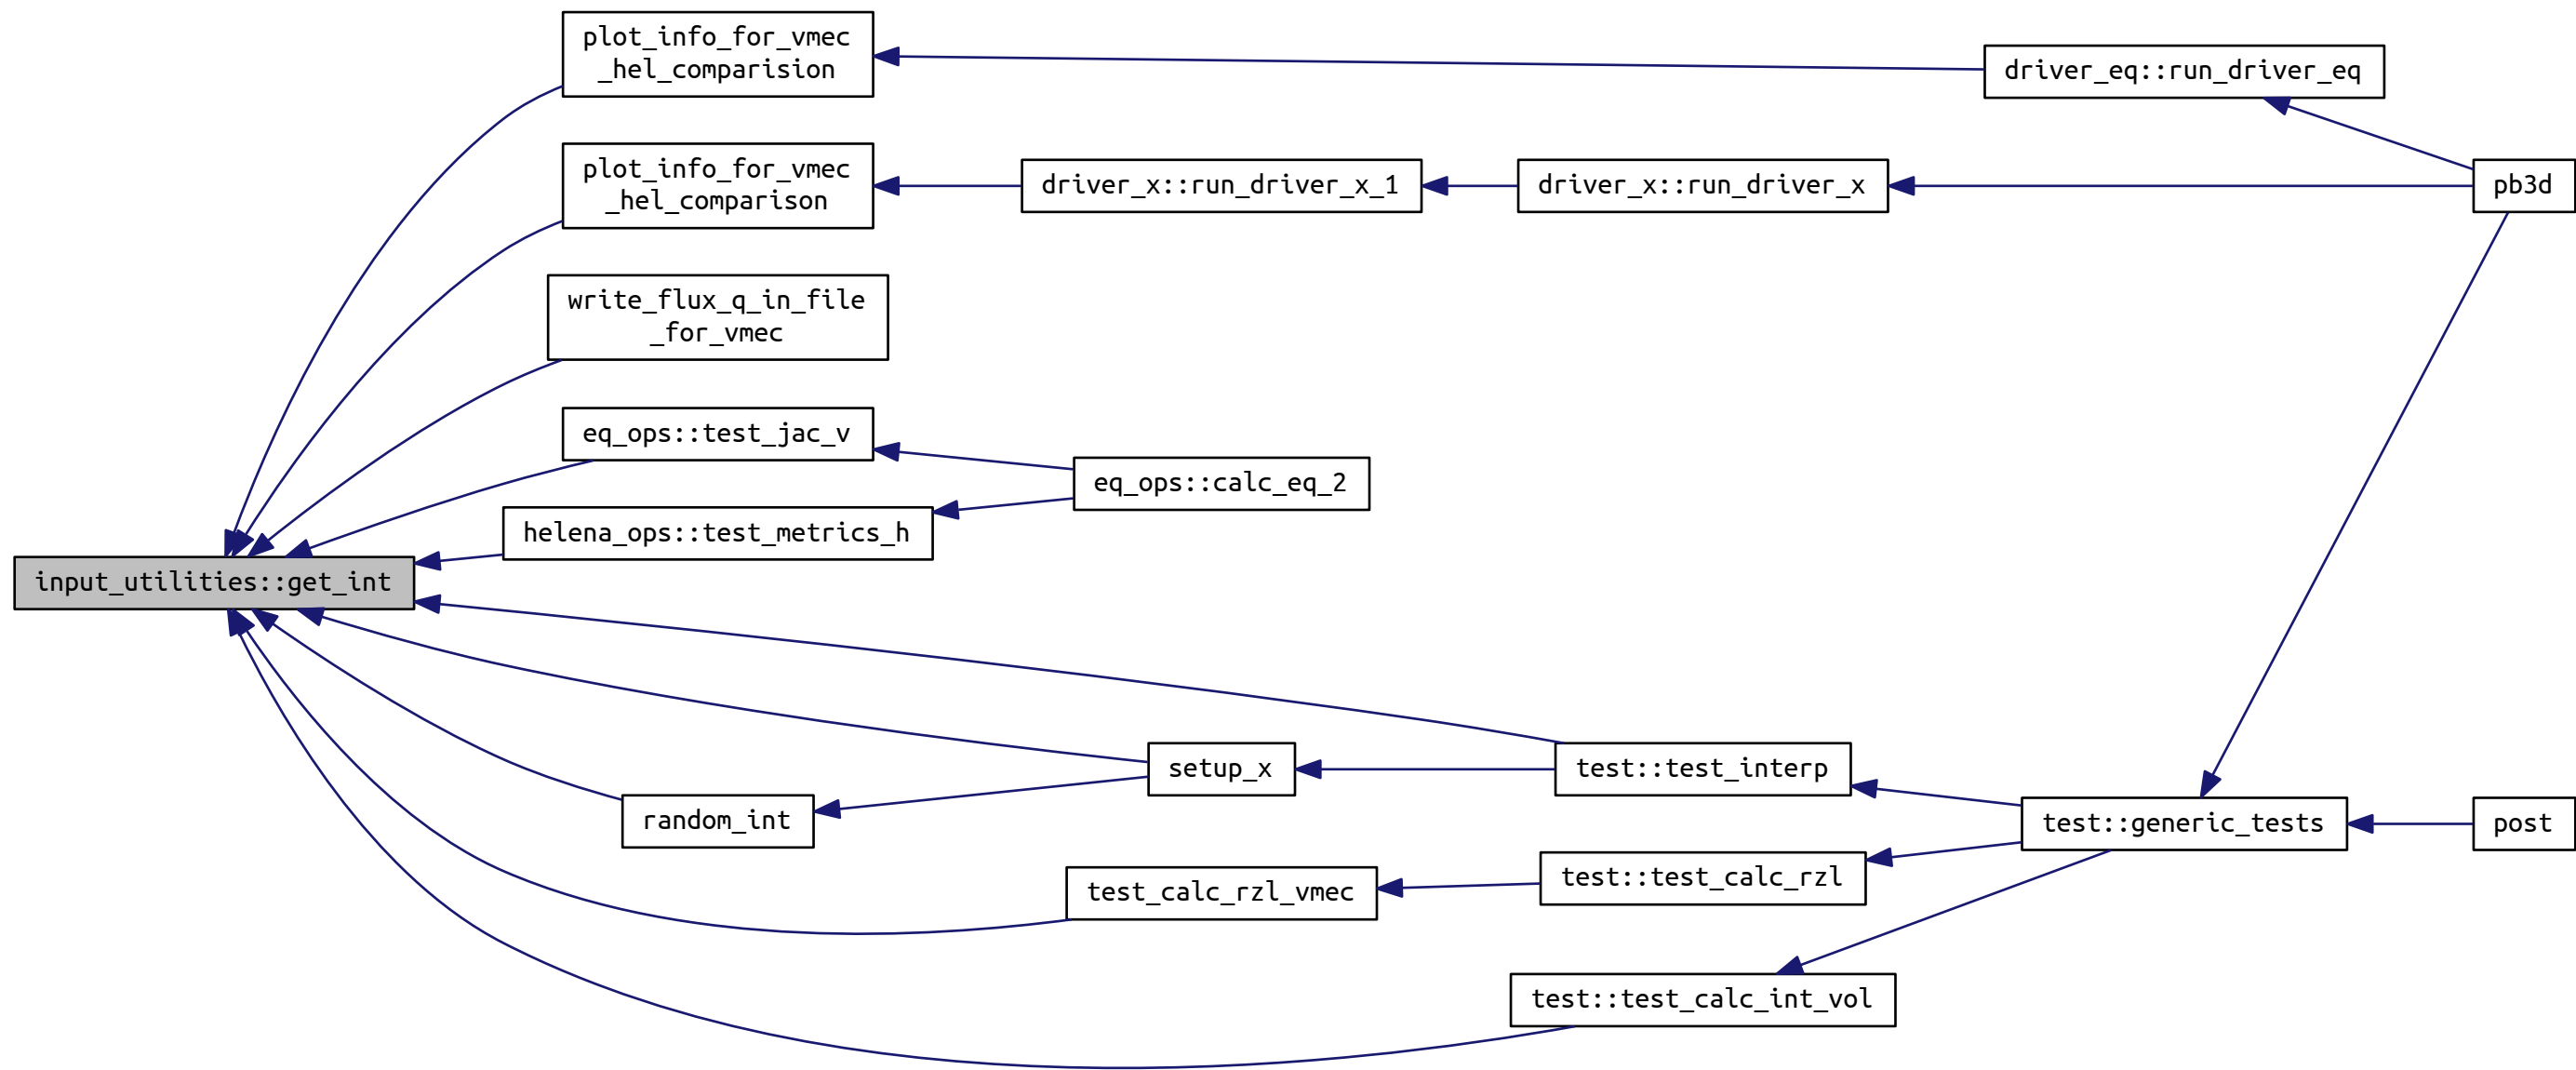 plot_info_for_vmec
_hel_comparision
driver_eq::run_driver_eq
plot_info_for_vmec
_hel_comparison
driver_x::run_driver_x_1
driver_x::run_driver_x
pb3d
write_flux_q_in_file
_for_vmec
eq_ops::test_jac_v
eq_ops::calc_eq_2
helena_ops::test_metrics_h
input_utilities::get_int
setup_x
test::test_interp
random_int
test::generic_tests
post
test_calc_rzl_vmec
test::test_calc_rzl
test::test_calc_int_vol